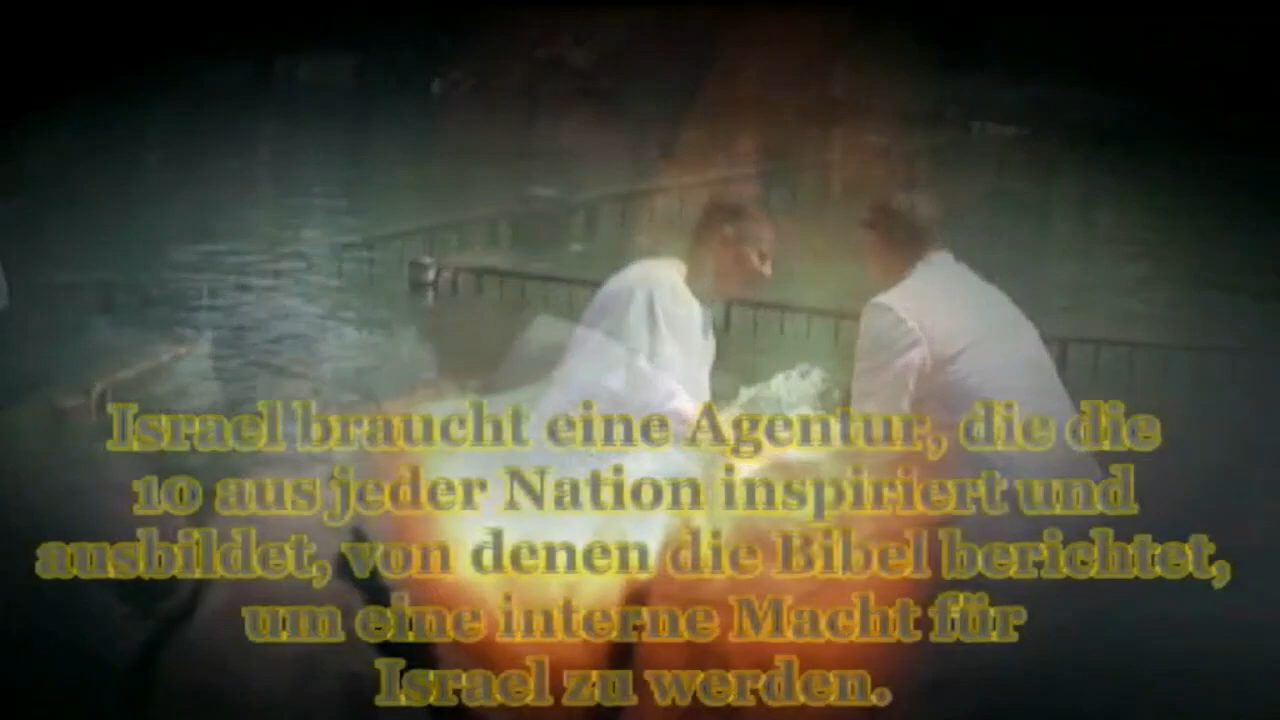 Israel braucht eine Agentur, die die
10 aus jeder Nation inspiriert und
ausbildet, von denen die Bibel berichtet,
um eine interne Macht für
Israel zu werden.